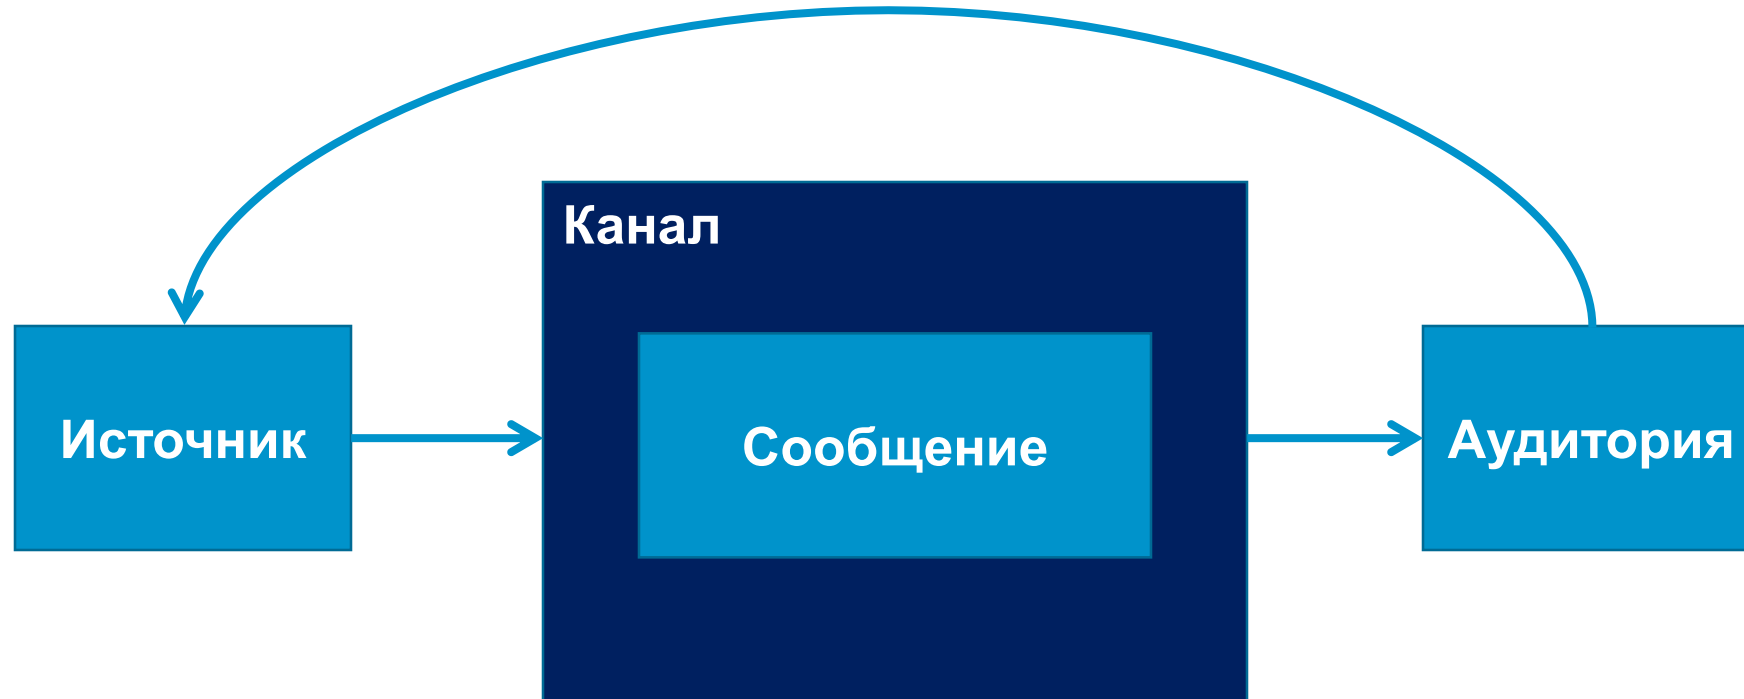 Канал
Источник
Сообщение
Аудитория